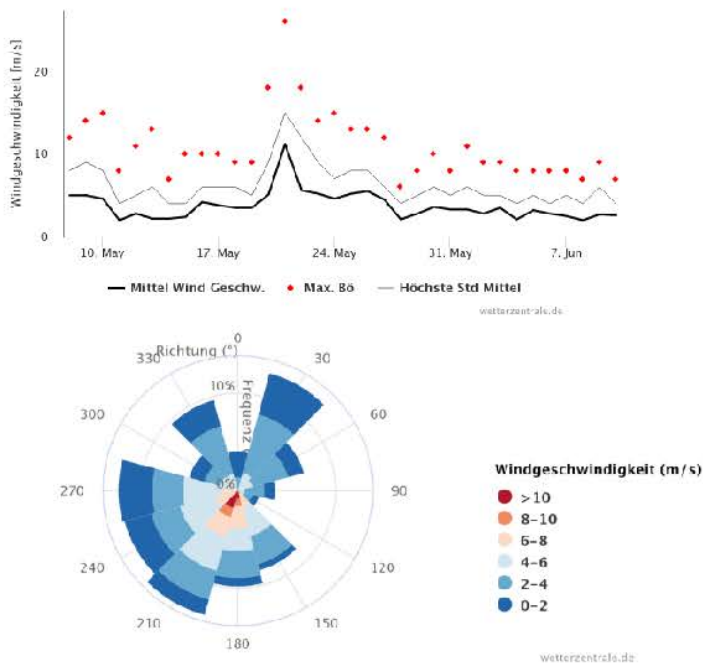 Windgeschwindigkeit [m/s]
20
10
0
10. May 17. May 24. May 31. May 7. Jun
Mittel Wind Geschw. Max. Bö Höchste Std Mittel
wetterzentrale.de
0
Richtung (°)
330 30
10%
Frequenz
300 60
0%
270 90
240 120
210 150
180
Windgeschwindigkeit (m/s)
>10
8-10
6-8
4-6
2-4
0-2
wetterzentrale.de